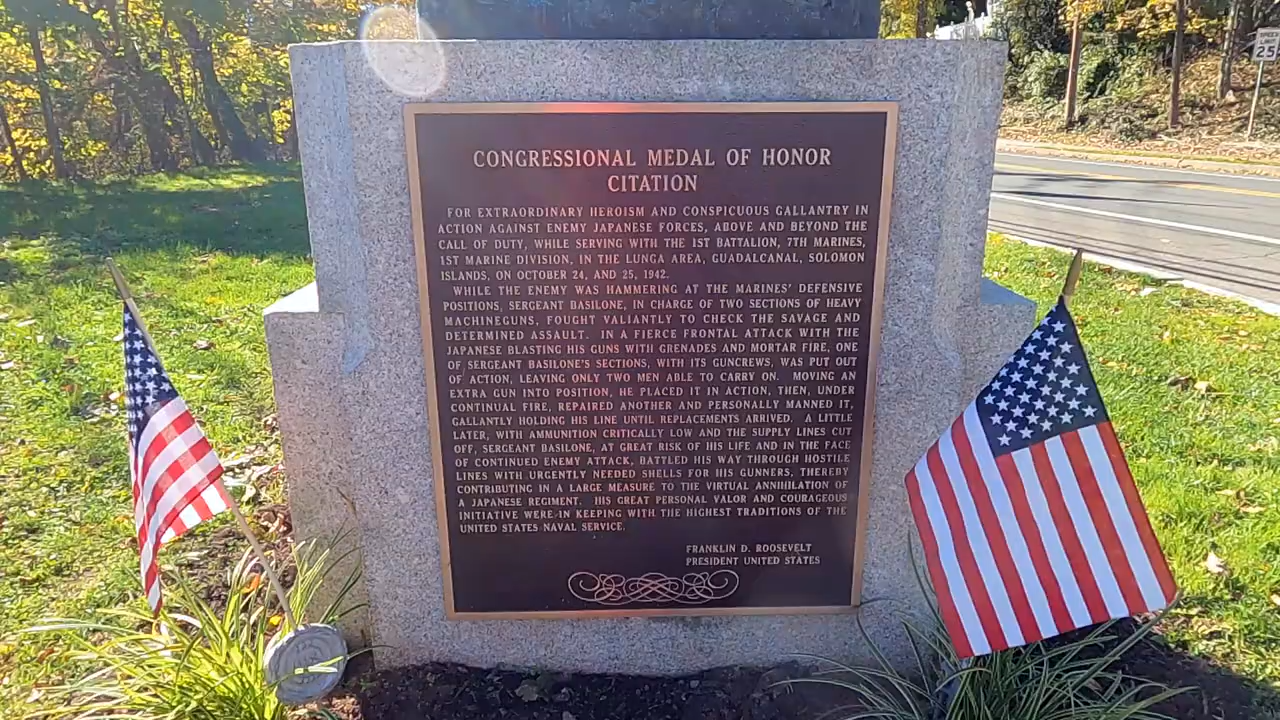 CONGRESSIONAL MEDAL OF HONOR
CITATION
FOR EXTRAORDINARY HEROISM AND CONSPICUOUS GALLANTRY IN
ACTION AGAINST ENEMY JAPANESE FORCES, ABOVE AND BEYOND THE
CALL OF DUTY, WHILE SERVING WITH THE 1ST BATTALION, 7TH MARINES,
1ST MARINE DIVISION, IN THE LUNGA AREA, GUADALCANAL, SOLOMON
ISLANDS, ON OCTOBER 24, AND 25, 1942.
WHILE THE ENEMY WAS HAMMERING AT THE MARINES' DEFENSIVE
POSITIONS, SERGEANT BASILONE, IN CHARGE OF TWO SECTIONS OF HEAVY
MACHINEGUNS, FOUGHT VALIANTLY TO CHECK THE SAVAGE AND
DETERMINED ASSAULT. IN A FIERCE FRONTAL ATTACK WITH THE
JAPANESE BLASTING HIS GUNS WITH GRENADES AND MORTAR FIRE, ONE
OF SERGEANT BASILONE'S SECTIONS, WITH ITS GUNCREWS, WAS PUT OUT
OF ACTION, LEAVING ONLY TWO MEN ABLE TO CARRY ON. MOVING AN
EXTRA GUN INTO POSITION, HE PLACED IT IN ACTION, THEN, UNDER
CONTINUAL FIRE, REPAIRED ANOTHER AND PERSONALLY MANNED IT,
GALLANTLY HOLDING HIS LINE UNTIL REPLACEMENTS ARRIVED. A LITTLE
LATER, WITH AMMUNITION CRITICALLY LOW AND THE SUPPLY LINES CUT
OFF, SERGEANT BASILONE, AT GREAT RISK OF HIS LIFE AND IN THE FACE
OF CONTINUED ENEMY ATTACK, BATTLED HIS WAY THROUGH HOSTILE
LINES WITH URGENTLY NEEDED SHELLS FOR HIS GUNNERS, THEREBY
CONTRIBUTING IN A LARGE MEASURE TO THE VIRTUAL ANNIHILATION OF
A JAPANESE REGIMENT. HIS GREAT PERSONAL VALOR AND COURAGEOUS
INITIATIVE WERE IN KEEPING WITH THE HIGHEST TRADITIONS OF THE
UNITED STATES NAVAL SERVICE.
FRANKLIN D. ROOSEVELT
PRESIDENT UNITED STATES
SPEED
LIMIT
25